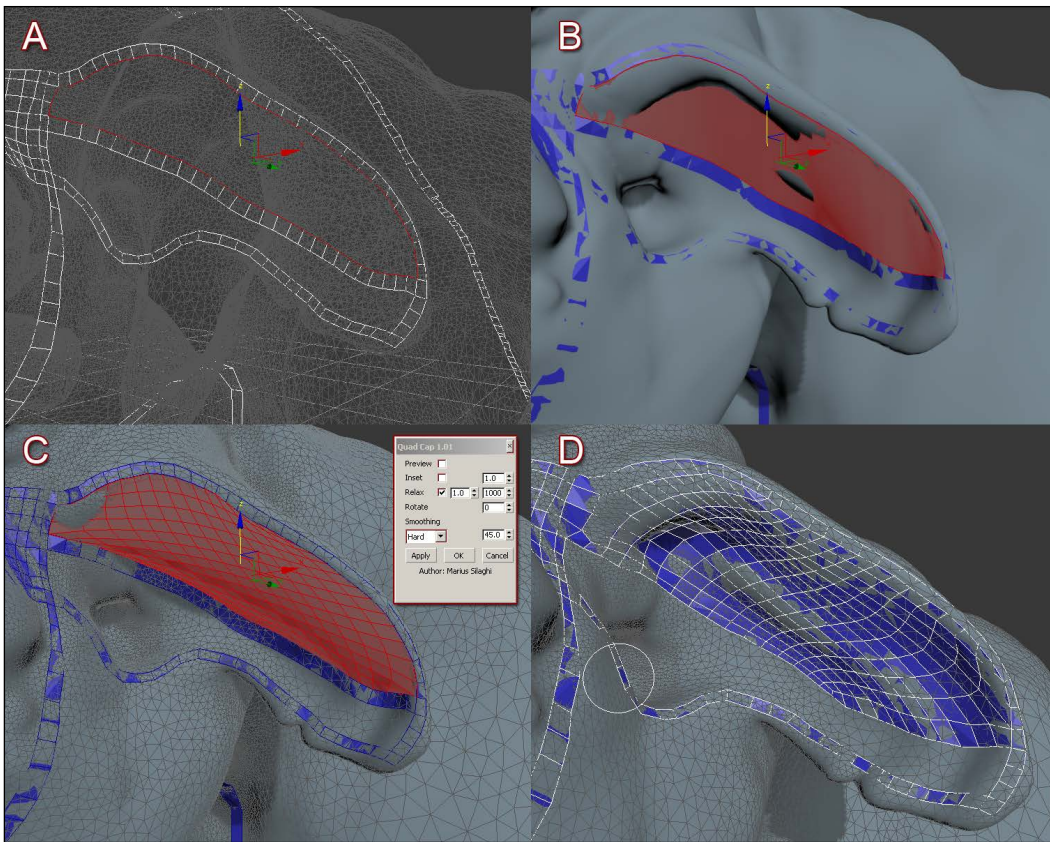 A
B
z
z
C
Quad Cap 1.01
Preview
Inset 1.0
Relax 1.0 1000
Rotate 0
Smoothing
Hard 45.0
Apply OK Cancel
Author: Marius Silaghi
z
D